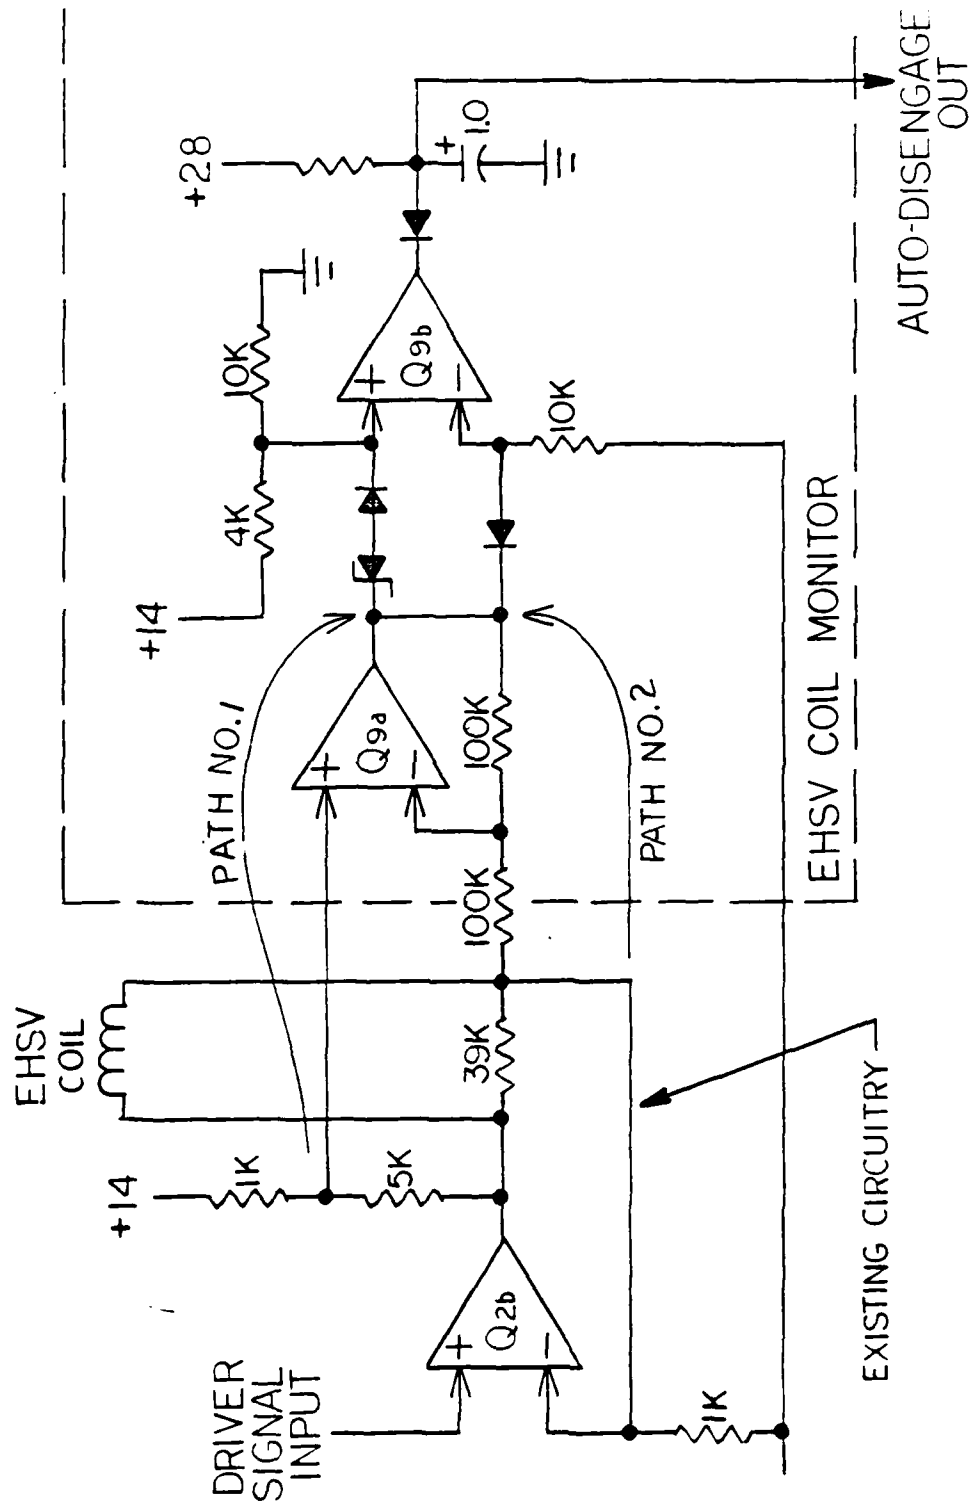 DRIVER
SIGNAL
INPUT
+
−
Q2b
1K
+14
1K
5K
EHSV
COIL
39K
EXISTING CIRCUITRY
100K
PATH NO.1
PATH NO.2
+
−
Q9a
100K
+14
4K
10K
+
−
Q9b
10K
+28
+
1.0
EHSV COIL MONITOR
AUTO-DISENGAGE
OUT